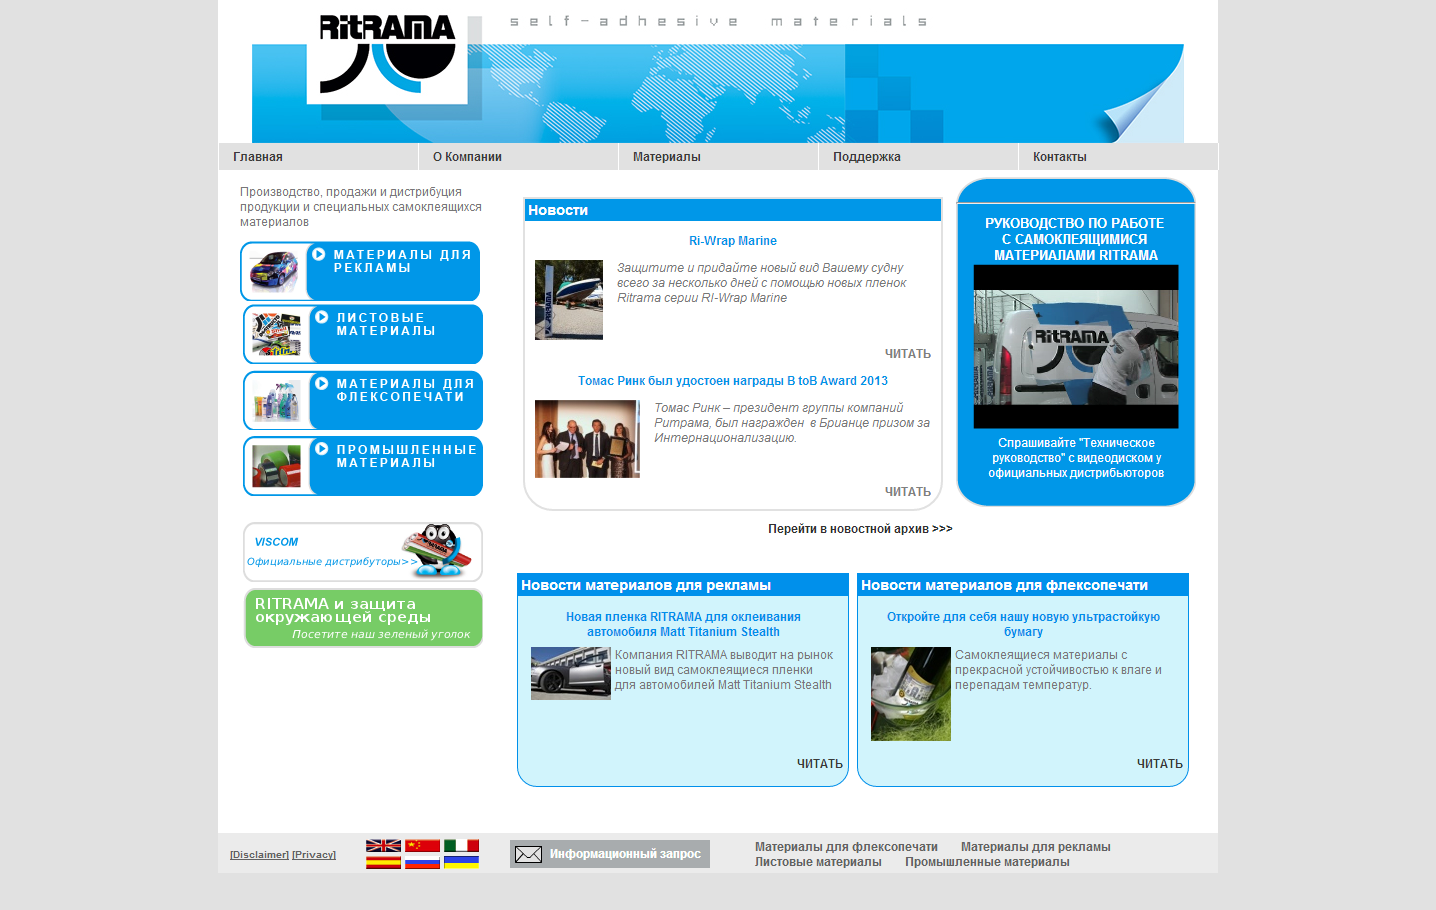 RitRAMA
self-adhesive materials
Главная
О Компании
Материалы
Поддержка
Контакты
Производство, продажи и дистрибуция
продукции и специальных самоклеящихся
материалов
МАТЕРИАЛЫ ДЛЯ
РЕКЛАМЫ
ЛИСТОВЫЕ
МАТЕРИАЛЫ
МАТЕРИАЛЫ ДЛЯ
ФЛЕКСОПЕЧАТИ
ПРОМЫШЛЕННЫЕ
МАТЕРИАЛЫ
VISCOM
Официальные дистрибуторы>>
RITRAMA и защита
окружающей среды
Посетите наш зеленый уголок
Новости
Ri-Wrap Marine
Защитите и придайте новый вид Вашему судну
всего за несколько дней с помощью новых пленок
Ritrama серии RI-Wrap Marine
ЧИТАТЬ
Томас Ринк был удостоен награды B toB Award 2013
Томас Ринк – президент группы компаний
Ритрама, был награжден в Брианце призом за
Интернационализацию.
ЧИТАТЬ
Перейти в новостной архив >>>
РУКОВОДСТВО ПО РАБОТЕ
С САМОКЛЕЯЩИМИСЯ
МАТЕРИАЛАМИ RITRAMA
RitRAMA
Спрашивайте "Техническое
руководство" с видеодиском у
официальных дистрибьюторов
Новости материалов для рекламы
Новая пленка RITRAMA для оклеивания
автомобиля Matt Titanium Stealth
Компания RITRAMA выводит на рынок
новый вид самоклеящиеся пленки
для автомобилей Matt Titanium Stealth
ЧИТАТЬ
Новости материалов для флексопечати
Откройте для себя нашу новую ультрастойкую
бумагу
Самоклеящиеся материалы с
прекрасной устойчивостью к влаге и
перепадам температур.
ЧИТАТЬ
[Disclaimer] [Privacy]
Информационный запрос
Материалы для флексопечати Материалы для рекламы
Листовые материалы Промышленные материалы